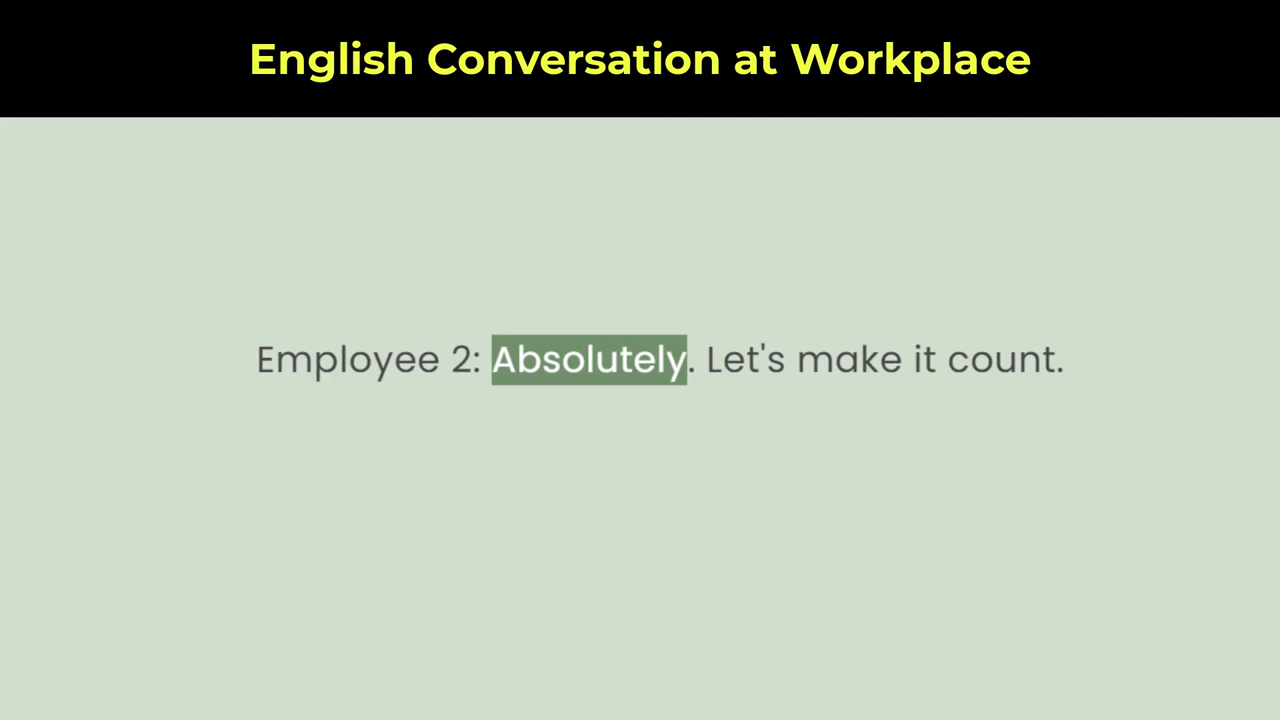 English Conversation at Workplace
Employee 2: Absolutely. Let's make it count.